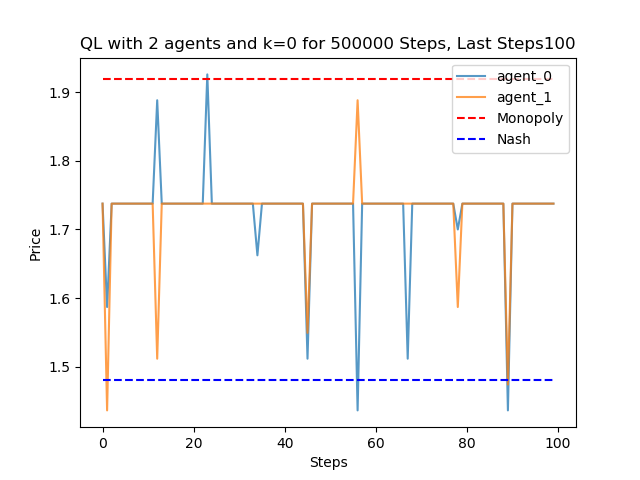 QL with 2 agents and k=0 for 500000 Steps, Last Steps100
agent_0
agent_1
Monopoly
Nash
Price
1.9
1.8
1.7
1.6
1.5
0 20 40 60 80 100
Steps